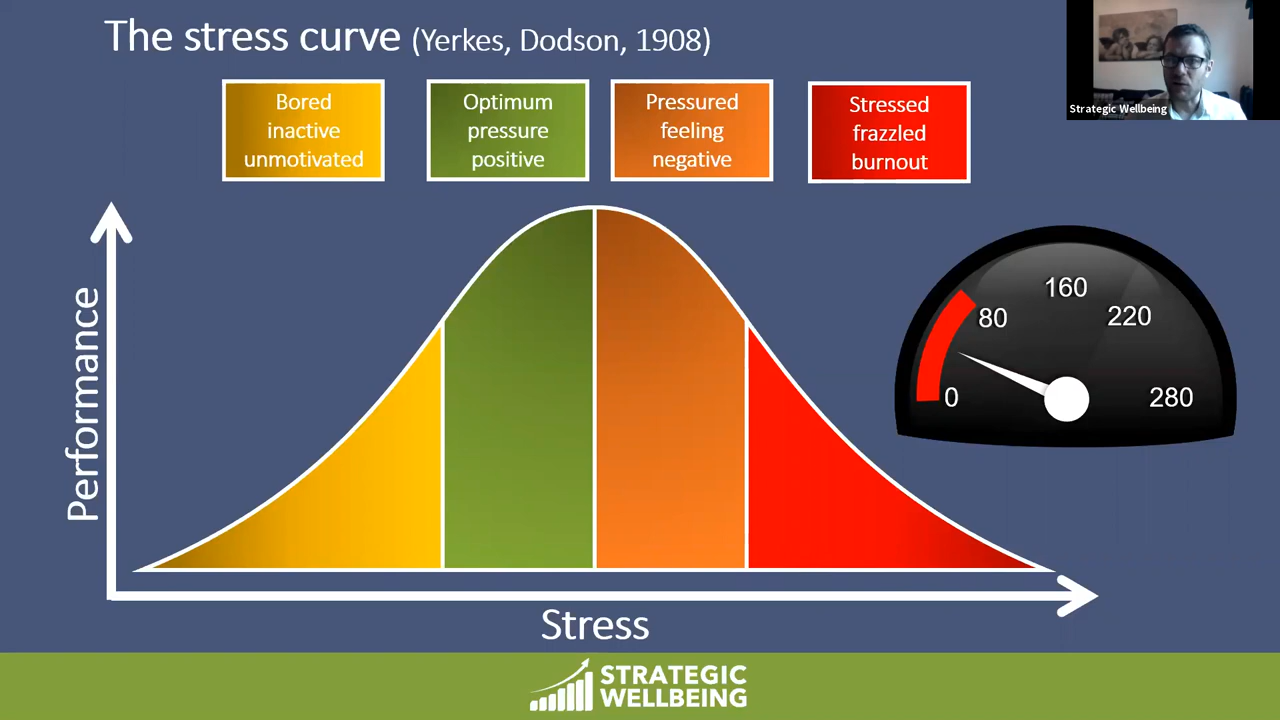 The stress curve (Yerkes, Dodson, 1908)
Strategic Wellbeing
Bored
inactive
unmotivated
Optimum
pressure
positive
Pressured
feeling
negative
Stressed
frazzled
burnout
Performance
0
80
160
220
280
Stress
STRATEGIC
WELLBEING